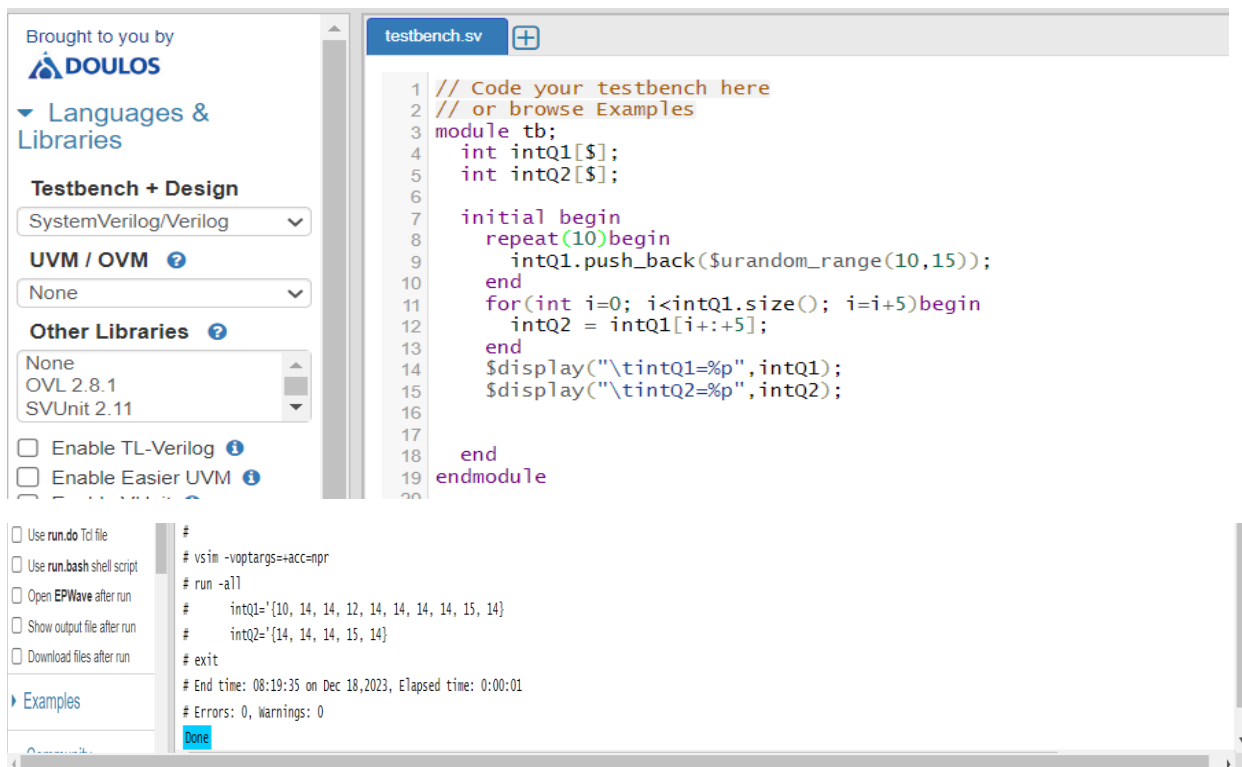 Brought to you by
DOULOS
Languages &
Libraries
Testbench + Design
SystemVerilog/Verilog
UVM / OVM ?
None
Other Libraries ?
None
OVL 2.8.1
SVUnit 2.11
Enable TL-Verilog i
Enable Easier UVM i
testbench.sv +
1 // Code your testbench here
2 // or browse Examples
3 module tb;
4   int intQ1[$];
5   int intQ2[$];
6
7   initial begin
8     repeat(10)begin
9       intQ1.push_back($urandom_range(10,15));
10     end
11     for(int i=0; i<intQ1.size(); i=i+5)begin
12       intQ2 = intQ1[i+:+5];
13     end
14     $display("\tintQ1=%p",intQ1);
15     $display("\tintQ2=%p",intQ2);
16
17
18   end
19 endmodule
20
Use run.do Tcl file
Use run.bash shell script
Open EPWave after run
Show output file after run
Download files after run
Examples
#
# vsim -voptargs=+acc=npr
# run -all
#       intQ1='{10, 14, 14, 12, 14, 14, 14, 14, 15, 14}
#       intQ2='{14, 14, 14, 15, 14}
# exit
# End time: 08:19:35 on Dec 18,2023, Elapsed time: 0:00:01
# Errors: 0, Warnings: 0
Done